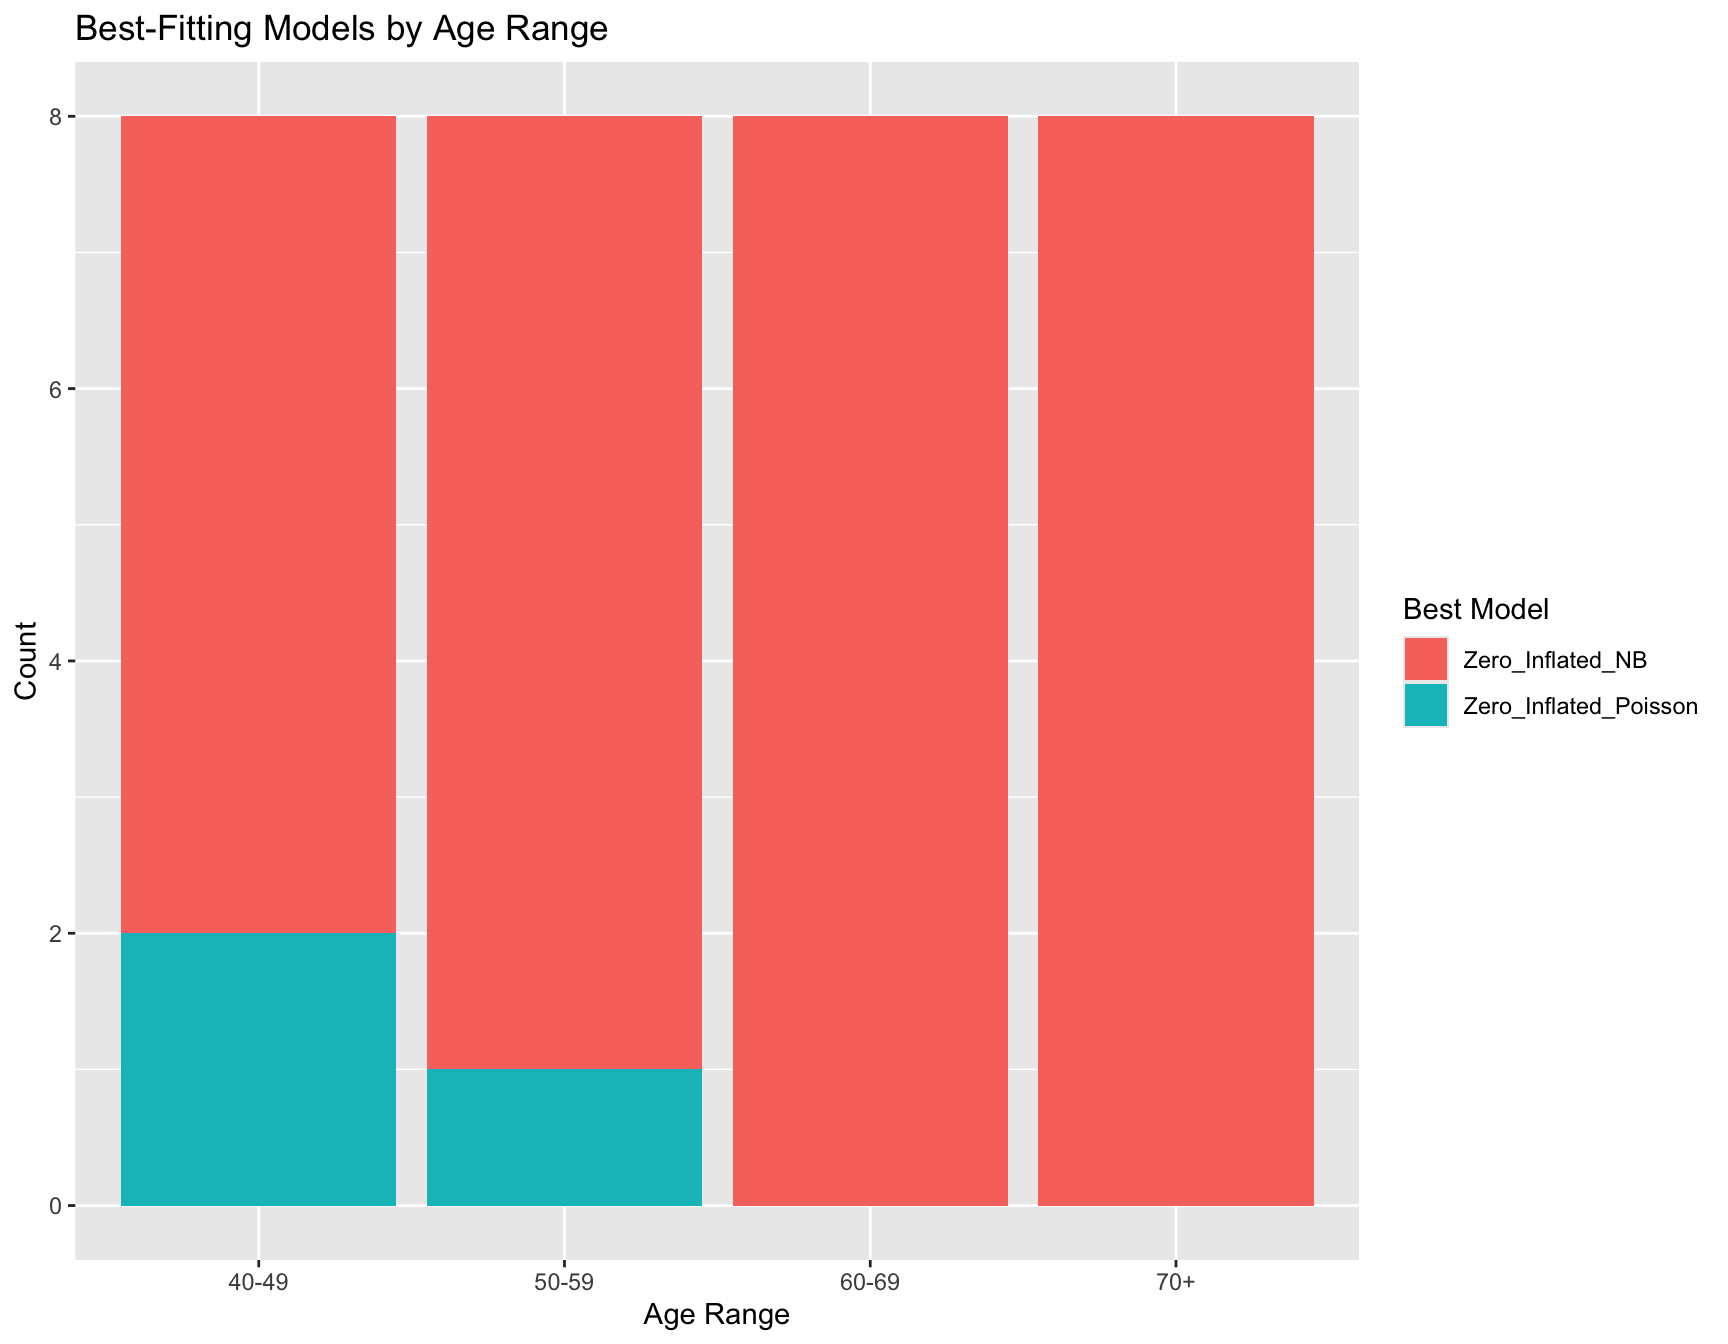 Best-Fitting Models by Age Range
8
6
4
2
0
Count
40-49
50-59
60-69
70+
Age Range
Best Model
Zero_Inflated_NB
Zero_Inflated_Poisson